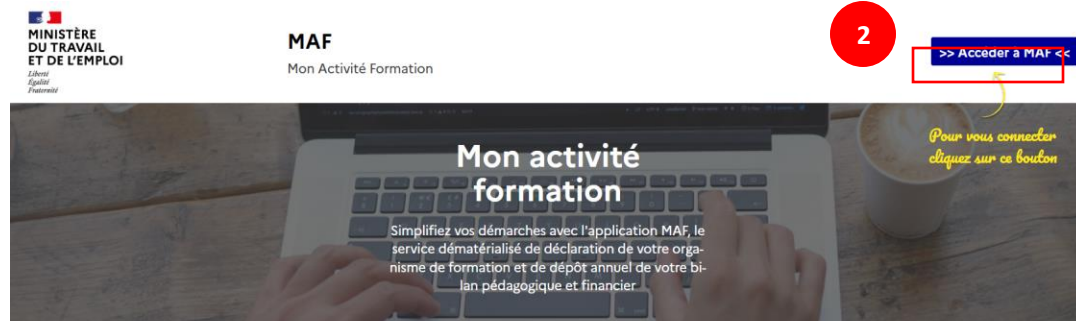 MINISTÈRE
DU TRAVAIL
ET DE L'EMPLOI
Liberté
Égalité
Fraternité
MAF
Mon Activité Formation
2
>> Accéder à MAF <<
Pour vous connecter
cliquez sur ce bouton
Mon activité
formation
Simplifiez vos démarches avec l'application MAF, le
service dématérialisé de déclaration de votre orga-
nisme de formation et de dépôt annuel de votre bi-
lan pédagogique et financier